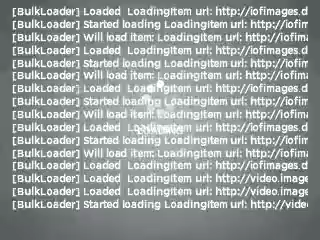 [BulkLoader] Loaded LoadingItem url: http://iofimages.d
[BulkLoader] Started loading LoadingItem url: http://iofim
[BulkLoader] Will load item: LoadingItem url: http://iofima
[BulkLoader] Loaded LoadingItem url: http://iofimages.d
[BulkLoader] Started loading LoadingItem url: http://iofim
[BulkLoader] Will load item: LoadingItem url: http://iofima
[BulkLoader] Loaded LoadingItem url: http://iofimages.d
[BulkLoader] Started loading LoadingItem url: http://iofim
[BulkLoader] Will load item: LoadingItem url: http://iofima
[BulkLoader] Loaded LoadingItem url: http://iofimages.d
[BulkLoader] Started loading LoadingItem url: http://iofim
[BulkLoader] Will load item: LoadingItem url: http://iofima
[BulkLoader] Loaded LoadingItem url: http://iofimages.d
[BulkLoader] Loaded LoadingItem url: http://video.image
[BulkLoader] Loaded LoadingItem url: http://video.image
[BulkLoader] Started loading LoadingItem url: http://vide